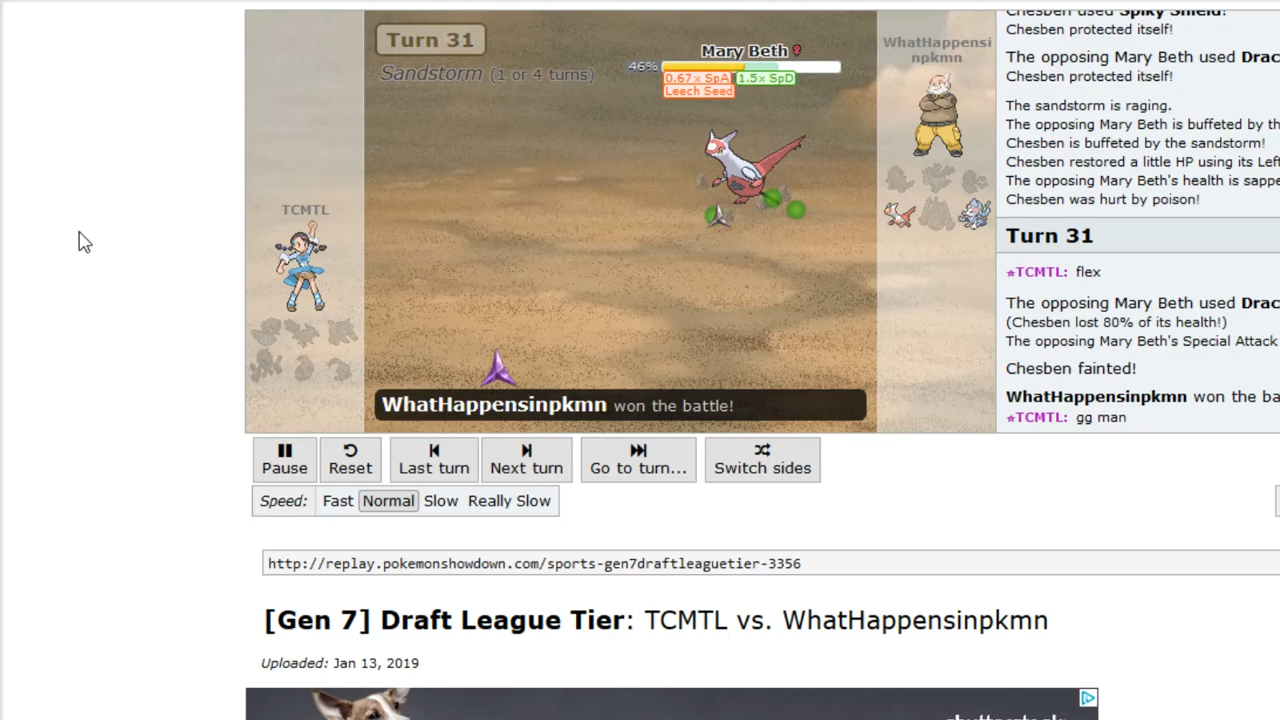 Turn 31
Sandstorm (1 or 4 turns)
Mary Beth ♀
46%
0.67× SpA 1.5× SpD
Leech Seed
TCMTL
WhatHappensi
npkmn
WhatHappensinpkmn won the battle!
Chesben used Spiky Shield!
Chesben protected itself!
The opposing Mary Beth used Drac
Chesben protected itself!
The sandstorm is raging.
The opposing Mary Beth is buffeted by th
Chesben is buffeted by the sandstorm!
Chesben restored a little HP using its Left
The opposing Mary Beth's health is sappe
Chesben was hurt by poison!
Turn 31
★TCMTL: flex
The opposing Mary Beth used Drac
(Chesben lost 80% of its health!)
The opposing Mary Beth's Special Attack
Chesben fainted!
WhatHappensinpkmn won the ba
★TCMTL: gg man
Pause Reset Last turn Next turn Go to turn... Switch sides
Speed: Fast Normal Slow Really Slow
http://replay.pokemonshowdown.com/sports-gen7draftleaguetier-3356
[Gen 7] Draft League Tier: TCMTL vs. WhatHappensinpkmn
Uploaded: Jan 13, 2019